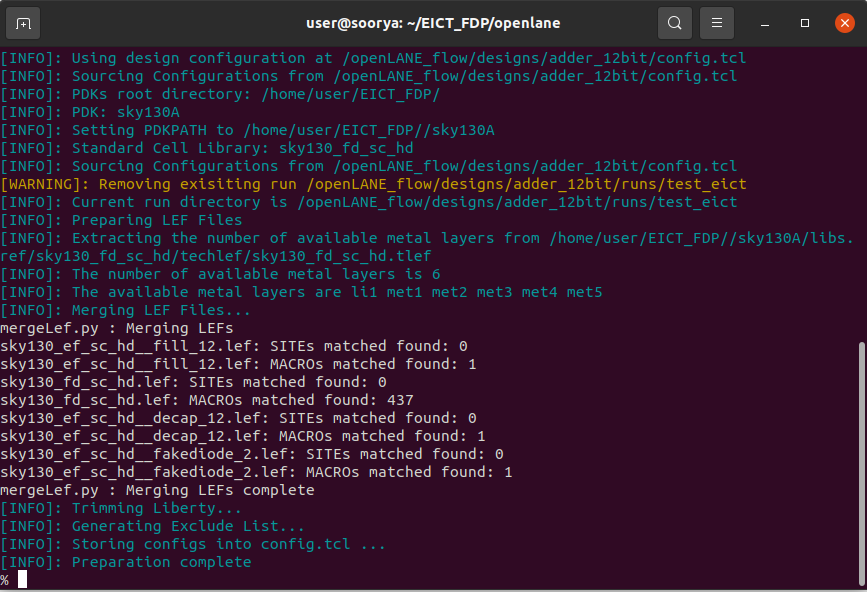 user@soorya: ~/EICT_FDP/openlane
[INFO]: Using design configuration at /openLANE_flow/designs/adder_12bit/config.tcl
[INFO]: Sourcing Configurations from /openLANE_flow/designs/adder_12bit/config.tcl
[INFO]: PDKs root directory: /home/user/EICT_FDP/
[INFO]: PDK: sky130A
[INFO]: Setting PDKPATH to /home/user/EICT_FDP//sky130A
[INFO]: Standard Cell Library: sky130_fd_sc_hd
[INFO]: Sourcing Configurations from /openLANE_flow/designs/adder_12bit/config.tcl
[WARNING]: Removing exisiting run /openLANE_flow/designs/adder_12bit/runs/test_eict
[INFO]: Current run directory is /openLANE_flow/designs/adder_12bit/runs/test_eict
[INFO]: Preparing LEF Files
[INFO]: Extracting the number of available metal layers from /home/user/EICT_FDP//sky130A/libs.
ref/sky130_fd_sc_hd/techlef/sky130_fd_sc_hd.tlef
[INFO]: The number of available metal layers is 6
[INFO]: The available metal layers are li1 met1 met2 met3 met4 met5
[INFO]: Merging LEF Files...
mergeLef.py : Merging LEFs
sky130_ef_sc_hd__fill_12.lef: SITEs matched found: 0
sky130_ef_sc_hd__fill_12.lef: MACROs matched found: 1
sky130_fd_sc_hd.lef: SITEs matched found: 0
sky130_fd_sc_hd.lef: MACROs matched found: 437
sky130_ef_sc_hd__decap_12.lef: SITEs matched found: 0
sky130_ef_sc_hd__decap_12.lef: MACROs matched found: 1
sky130_ef_sc_hd__fakediode_2.lef: SITEs matched found: 0
sky130_ef_sc_hd__fakediode_2.lef: MACROs matched found: 1
mergeLef.py : Merging LEFs complete
[INFO]: Trimming Liberty...
[INFO]: Generating Exclude List...
[INFO]: Storing configs into config.tcl ...
[INFO]: Preparation complete
%